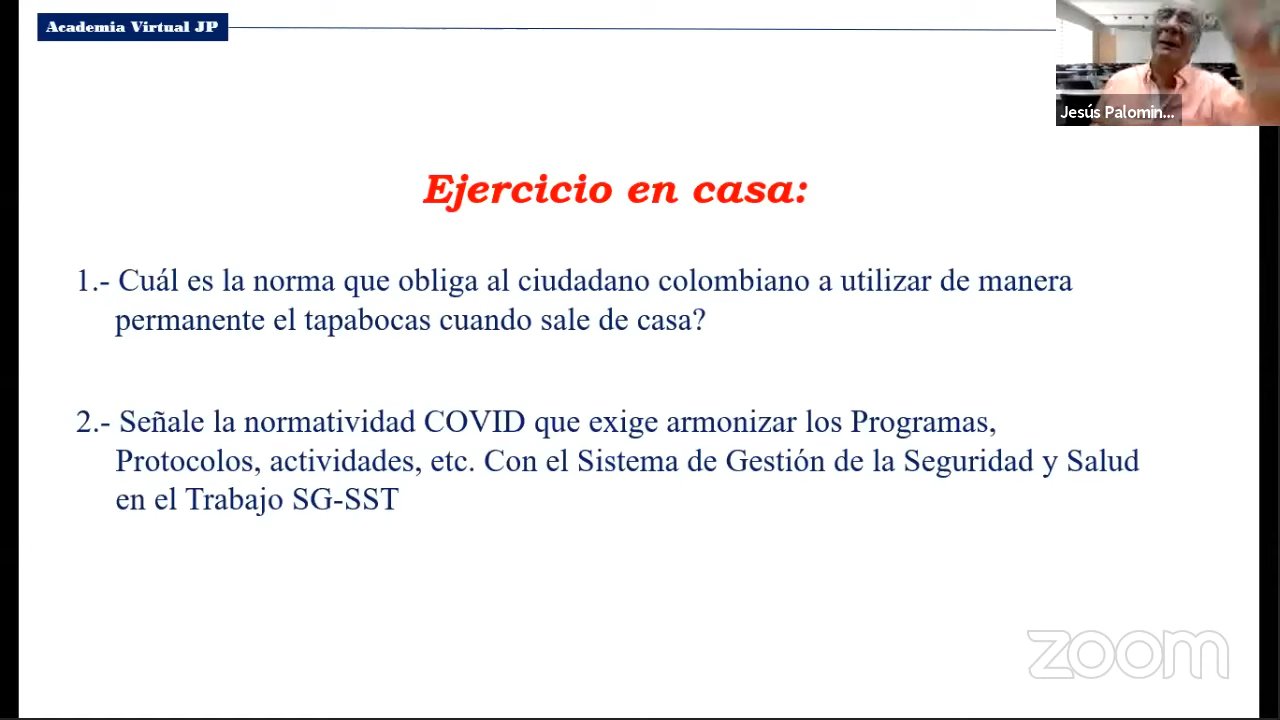 Academia Virtual JP
Jesús Palomin...
Ejercicio en casa:
1.- Cuál es la norma que obliga al ciudadano colombiano a utilizar de manera
permanente el tapabocas cuando sale de casa?
2.- Señale la normatividad COVID que exige armonizar los Programas,
Protocolos, actividades, etc. Con el Sistema de Gestión de la Seguridad y Salud
en el Trabajo SG-SST
zoom